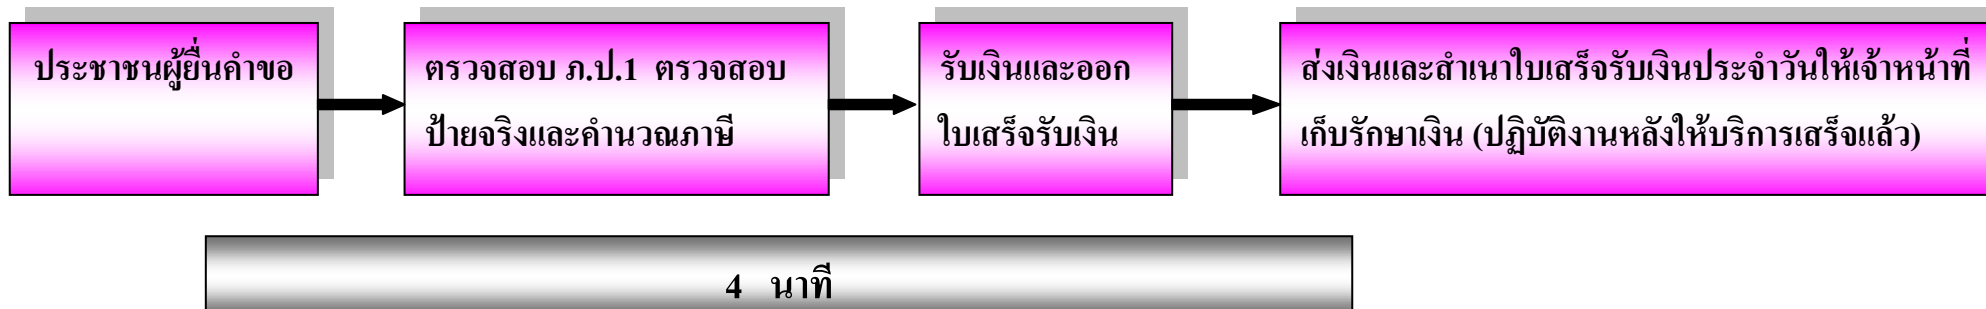 ประชาชนผู้ยื่นคำขอ
ตรวจสอบ ภ.ป.1 ตรวจสอบ
ป้ายจริงและคำนวณภาษี
รับเงินและออก
ใบเสร็จรับเงิน
ส่งเงินและสำเนาใบเสร็จรับเงินประจำวันให้เจ้าหน้าที่
เก็บรักษาเงิน (ปฏิบัติงานหลังให้บริการเสร็จแล้ว)
4 นาที